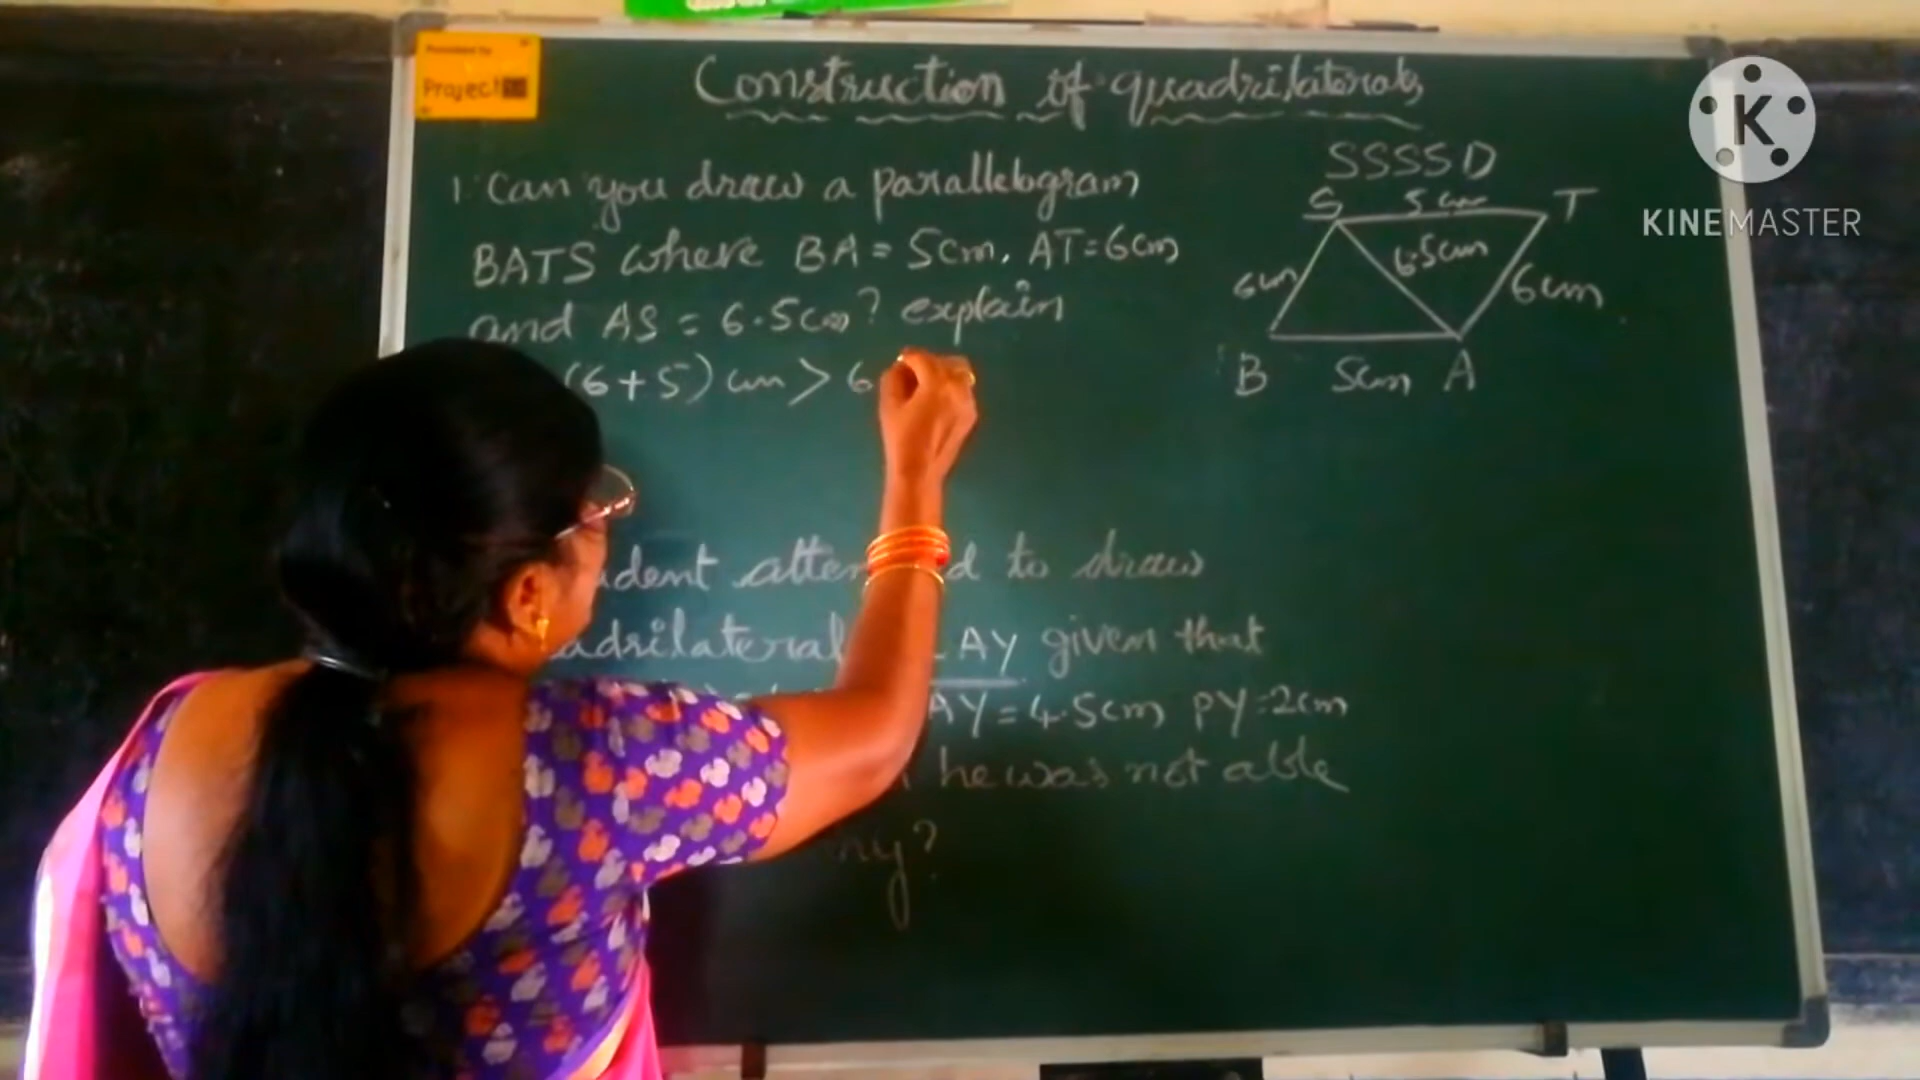 Project
Construction of quadrilaterals
1. Can you draw a parallelogram
BATS where BA = 5cm, AT=6cm
and AS = 6.5cm? explain
(6+5) cm > 6
to draw
AY given that
AY = 4.5cm PY=2cm
he was not able
?
SSSSD
S 5cm T
6cm 6.5cm 6cm
B 5cm A
K
KINEMASTER